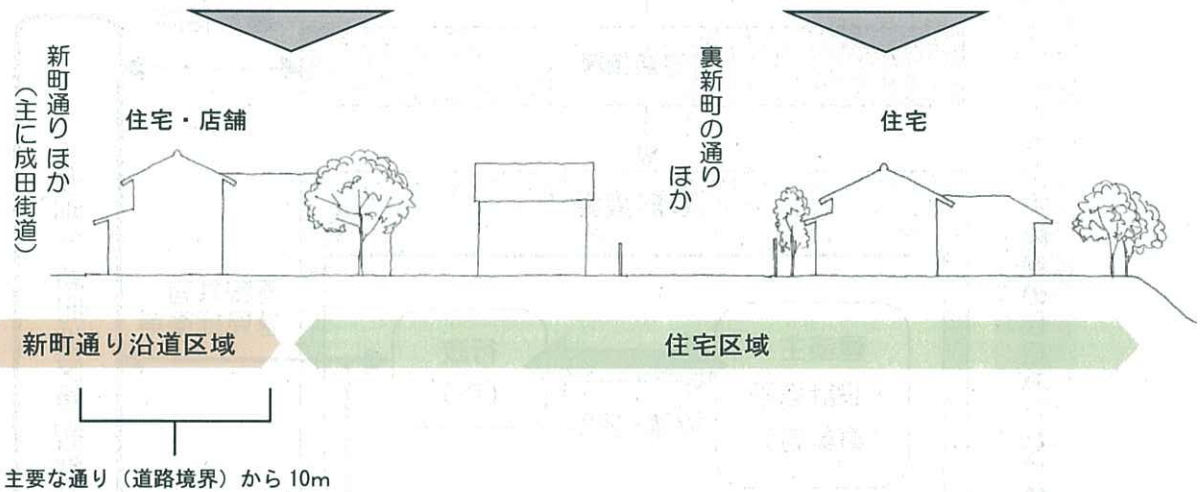 新町通り ほか
（主に成田街道）
住宅・店舗
裏新町の通り
ほか
住宅
新町通り沿道区域
住宅区域
主要な通り（道路境界）から 10m